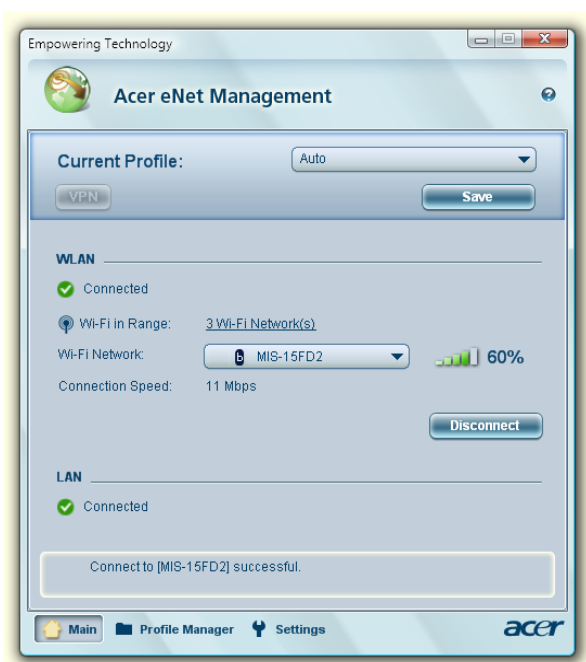 Empowering Technology
Acer eNet Management
Current Profile: Auto
VPN Save
WLAN
Connected
Wi-Fi in Range: 3 Wi-Fi Network(s)
Wi-Fi Network: b MIS-15FD2 60%
Connection Speed: 11 Mbps
Disconnect
LAN
Connected
Connect to [MIS-15FD2] successful.
Main Profile Manager Settings acer